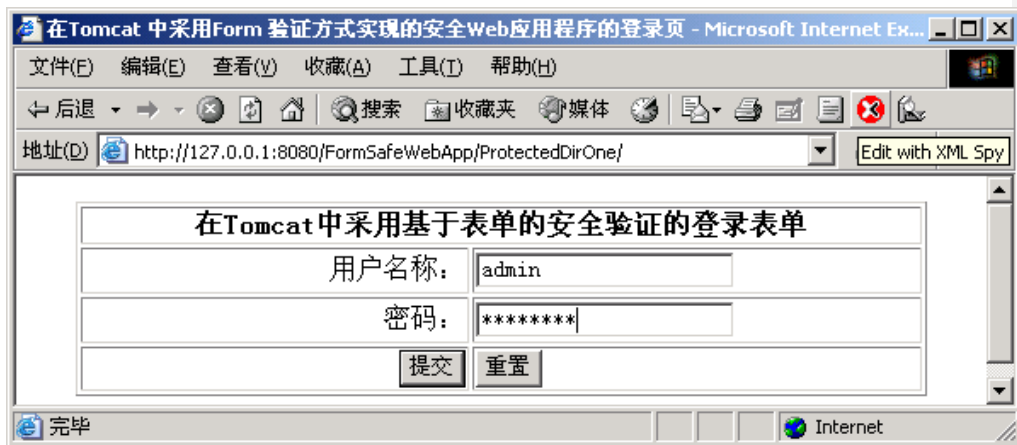 在Tomcat 中采用Form 验证方式实现的安全Web应用程序的登录页 - Microsoft Internet Ex...
文件(F) 编辑(E) 查看(V) 收藏(A) 工具(T) 帮助(H)
后退 搜索 收藏夹 媒体
地址(D) http://127.0.0.1:8080/FormSafeWebApp/ProtectedDirOne/ Edit with XML Spy
在Tomcat中采用基于表单的安全验证的登录表单
用户名称： admin
密码： ********
提交 重置
完毕 Internet